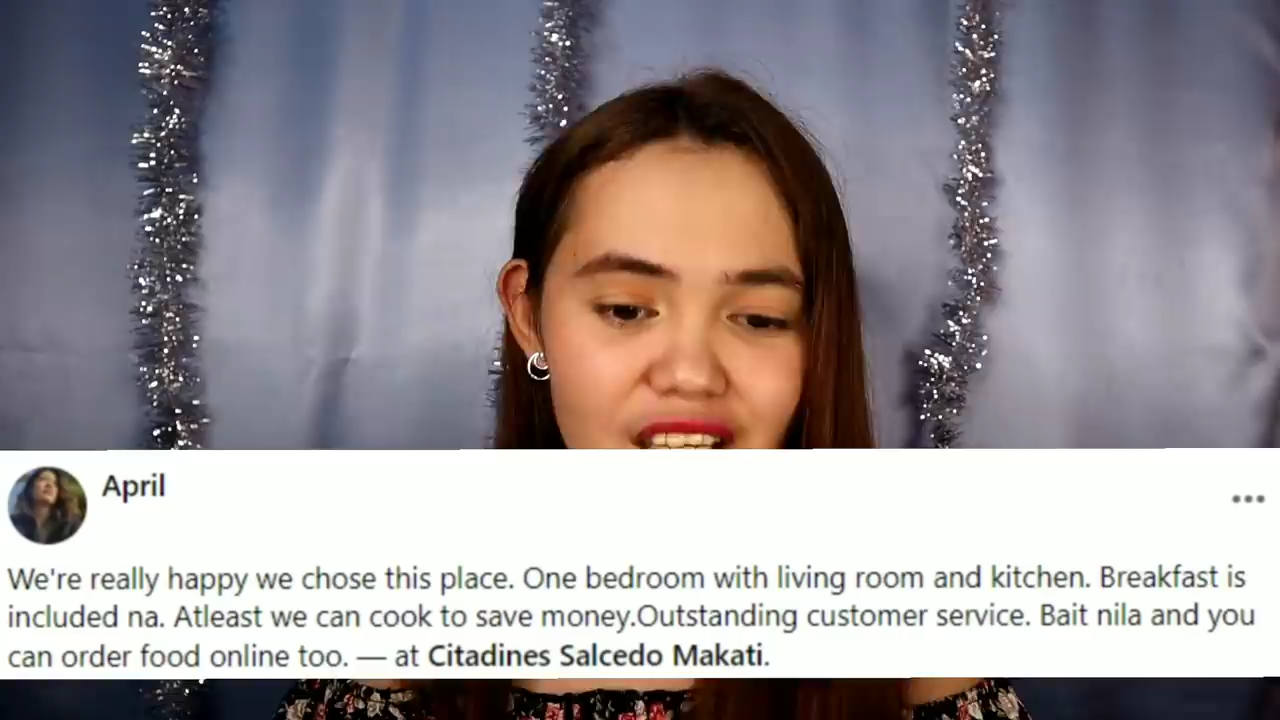 April
We're really happy we chose this place. One bedroom with living room and kitchen. Breakfast is
included na. Atleast we can cook to save money.Outstanding customer service. Bait nila and you
can order food online too. — at Citadines Salcedo Makati.